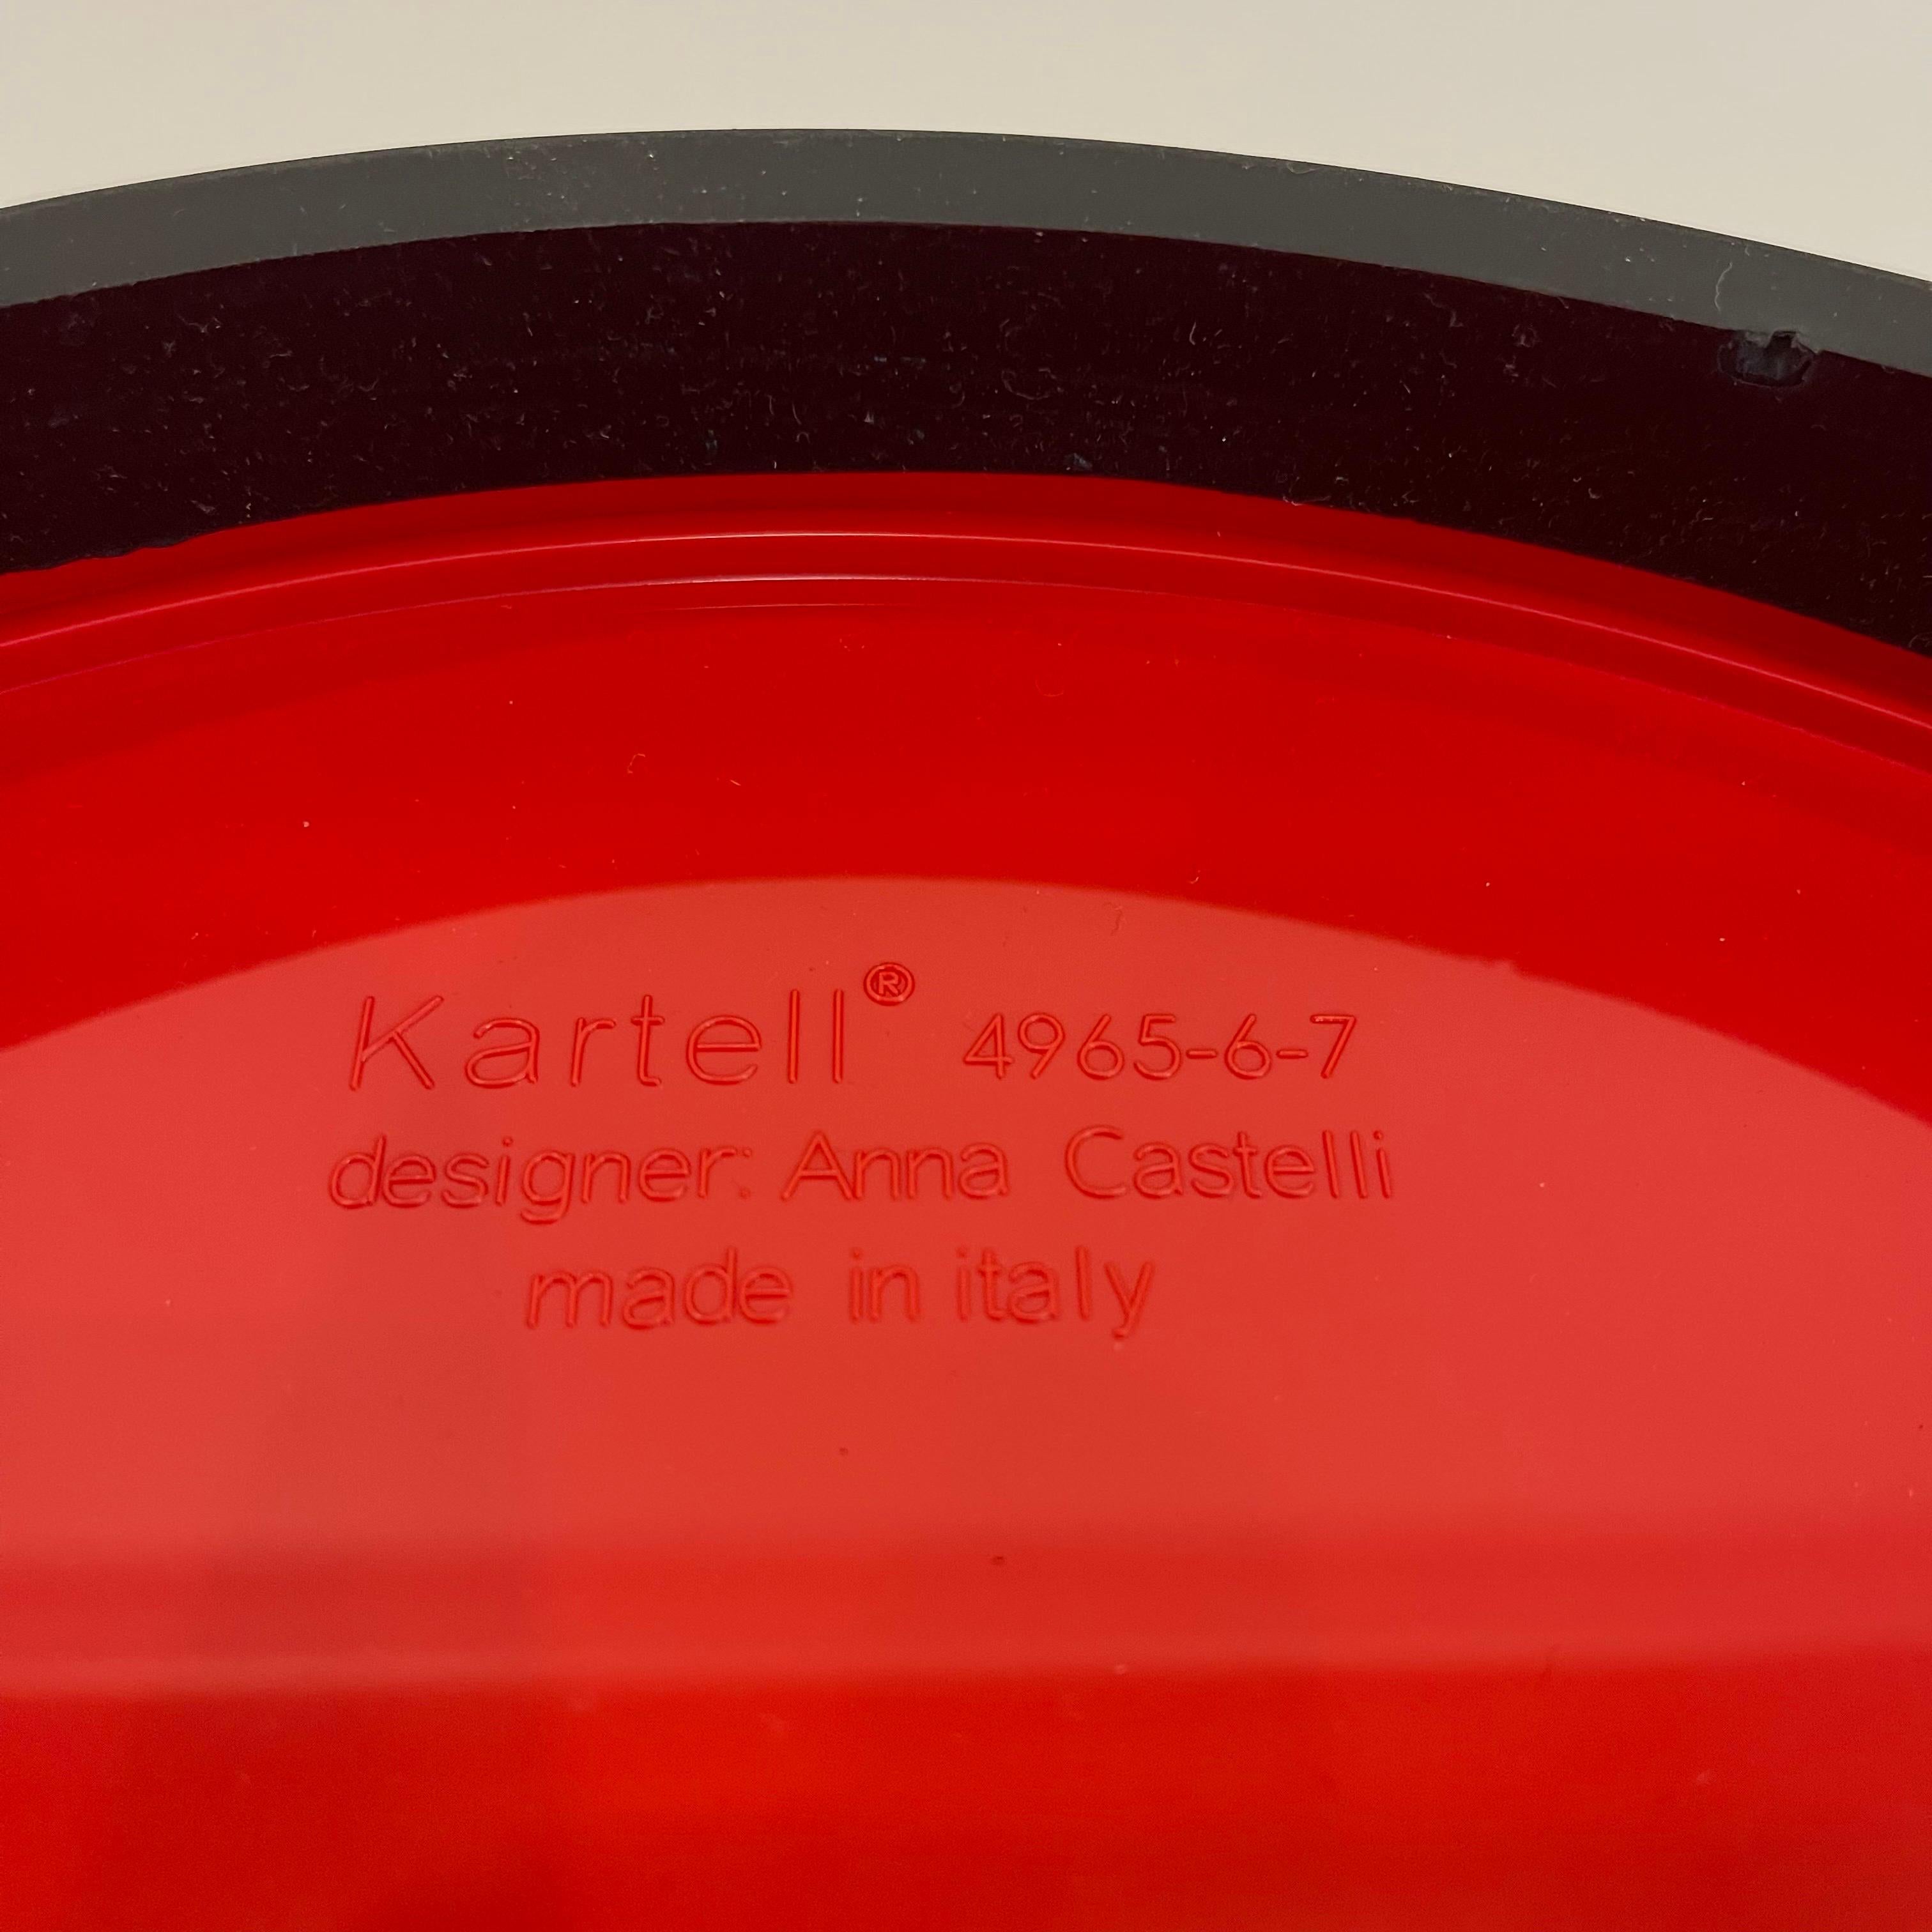 Kartell® 4965-6-7
designer: Anna Castelli
made in italy